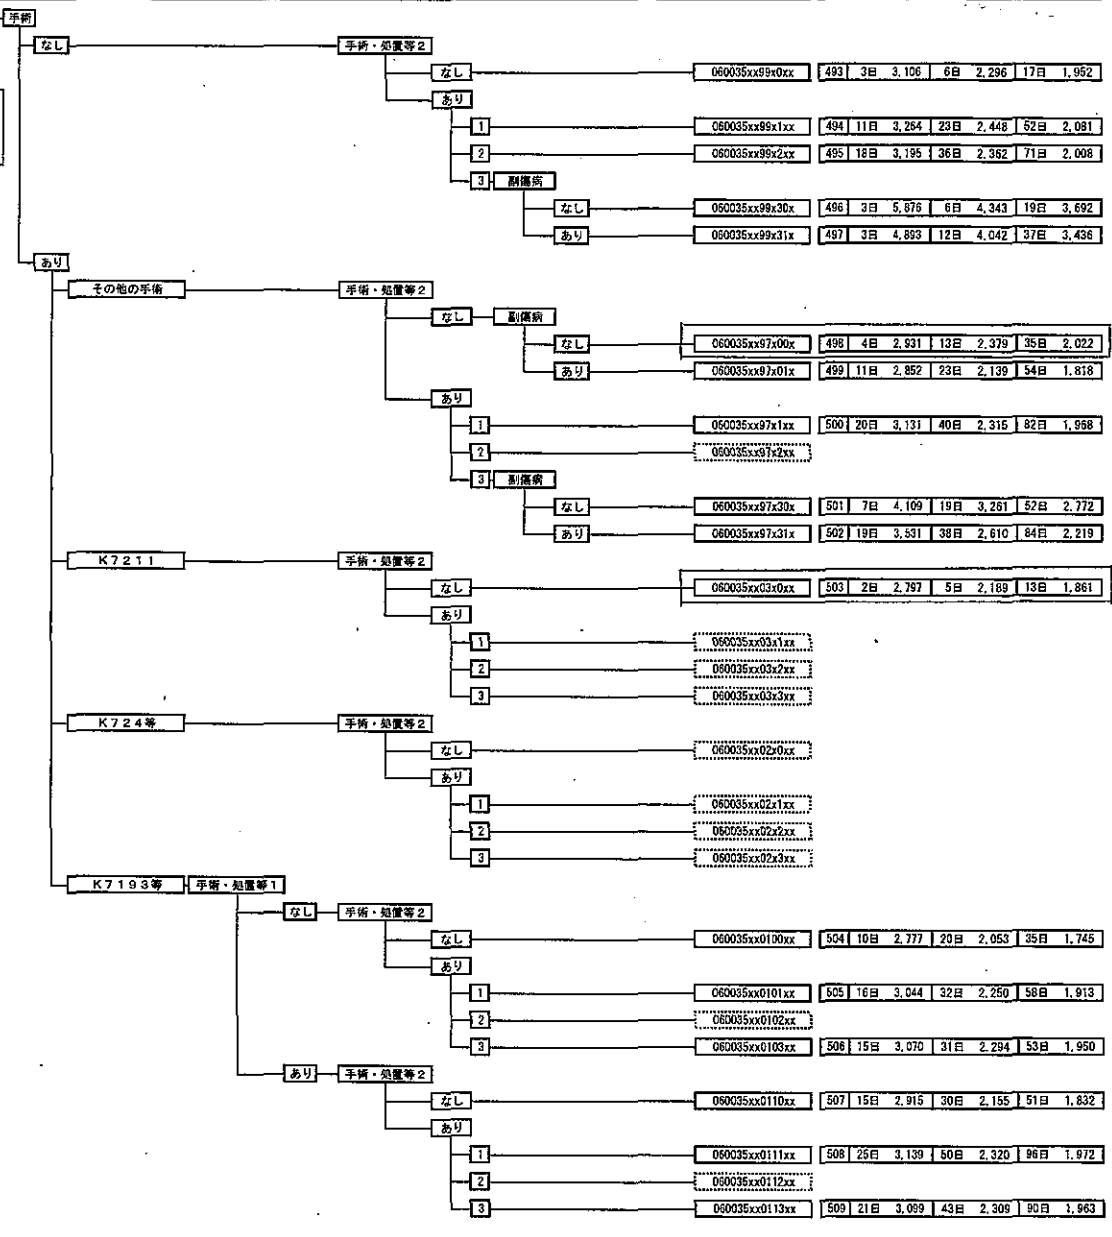 手術
なし 手術・処置等2
なし 060035xx99x0xx 493 3日 3,106 6日 2,296 17日 1,952
あり
1 060035xx99x1xx 494 11日 3,264 23日 2,448 52日 2,081
2 060035xx99x2xx 495 18日 3,195 36日 2,362 71日 2,008
3 副傷病
なし 060035xx99x30x 496 3日 5,876 6日 4,343 19日 3,692
あり 060035xx99x31x 497 3日 4,893 12日 4,042 37日 3,436
あり
その他の手術 手術・処置等2
なし 副傷病
なし 060035xx97x00x 498 4日 2,931 13日 2,379 35日 2,022
あり 060035xx97x01x 499 11日 2,852 23日 2,139 54日 1,818
あり
1 060035xx97x1xx 500 20日 3,131 40日 2,315 82日 1,968
2 060035xx97x2xx
3 副傷病
なし 060035xx97x30x 501 7日 4,109 19日 3,261 52日 2,772
あり 060035xx97x31x 502 19日 3,531 38日 2,610 84日 2,219
K7211 手術・処置等2
なし 060035xx03x0xx 503 2日 2,797 5日 2,189 13日 1,861
あり
1 060035xx03x1xx
2 060035xx03x2xx
3 060035xx03x3xx
K724等 手術・処置等2
なし 060035xx02x0xx
あり
1 060035xx02x1xx
2 060035xx02x2xx
3 060035xx02x3xx
K7193等 手術・処置等1
なし 手術・処置等2
なし 060035xx0100xx 504 10日 2,777 20日 2,053 35日 1,745
あり
1 060035xx0101xx 505 16日 3,044 32日 2,250 58日 1,913
2 060035xx0102xx
3 060035xx0103xx 506 15日 3,070 31日 2,294 53日 1,950
あり 手術・処置等2
なし 060035xx0110xx 507 15日 2,915 30日 2,155 51日 1,832
あり
1 060035xx0111xx 508 25日 3,139 50日 2,320 96日 1,972
2 060035xx0112xx
3 060035xx0113xx 509 21日 3,099 43日 2,309 90日 1,963